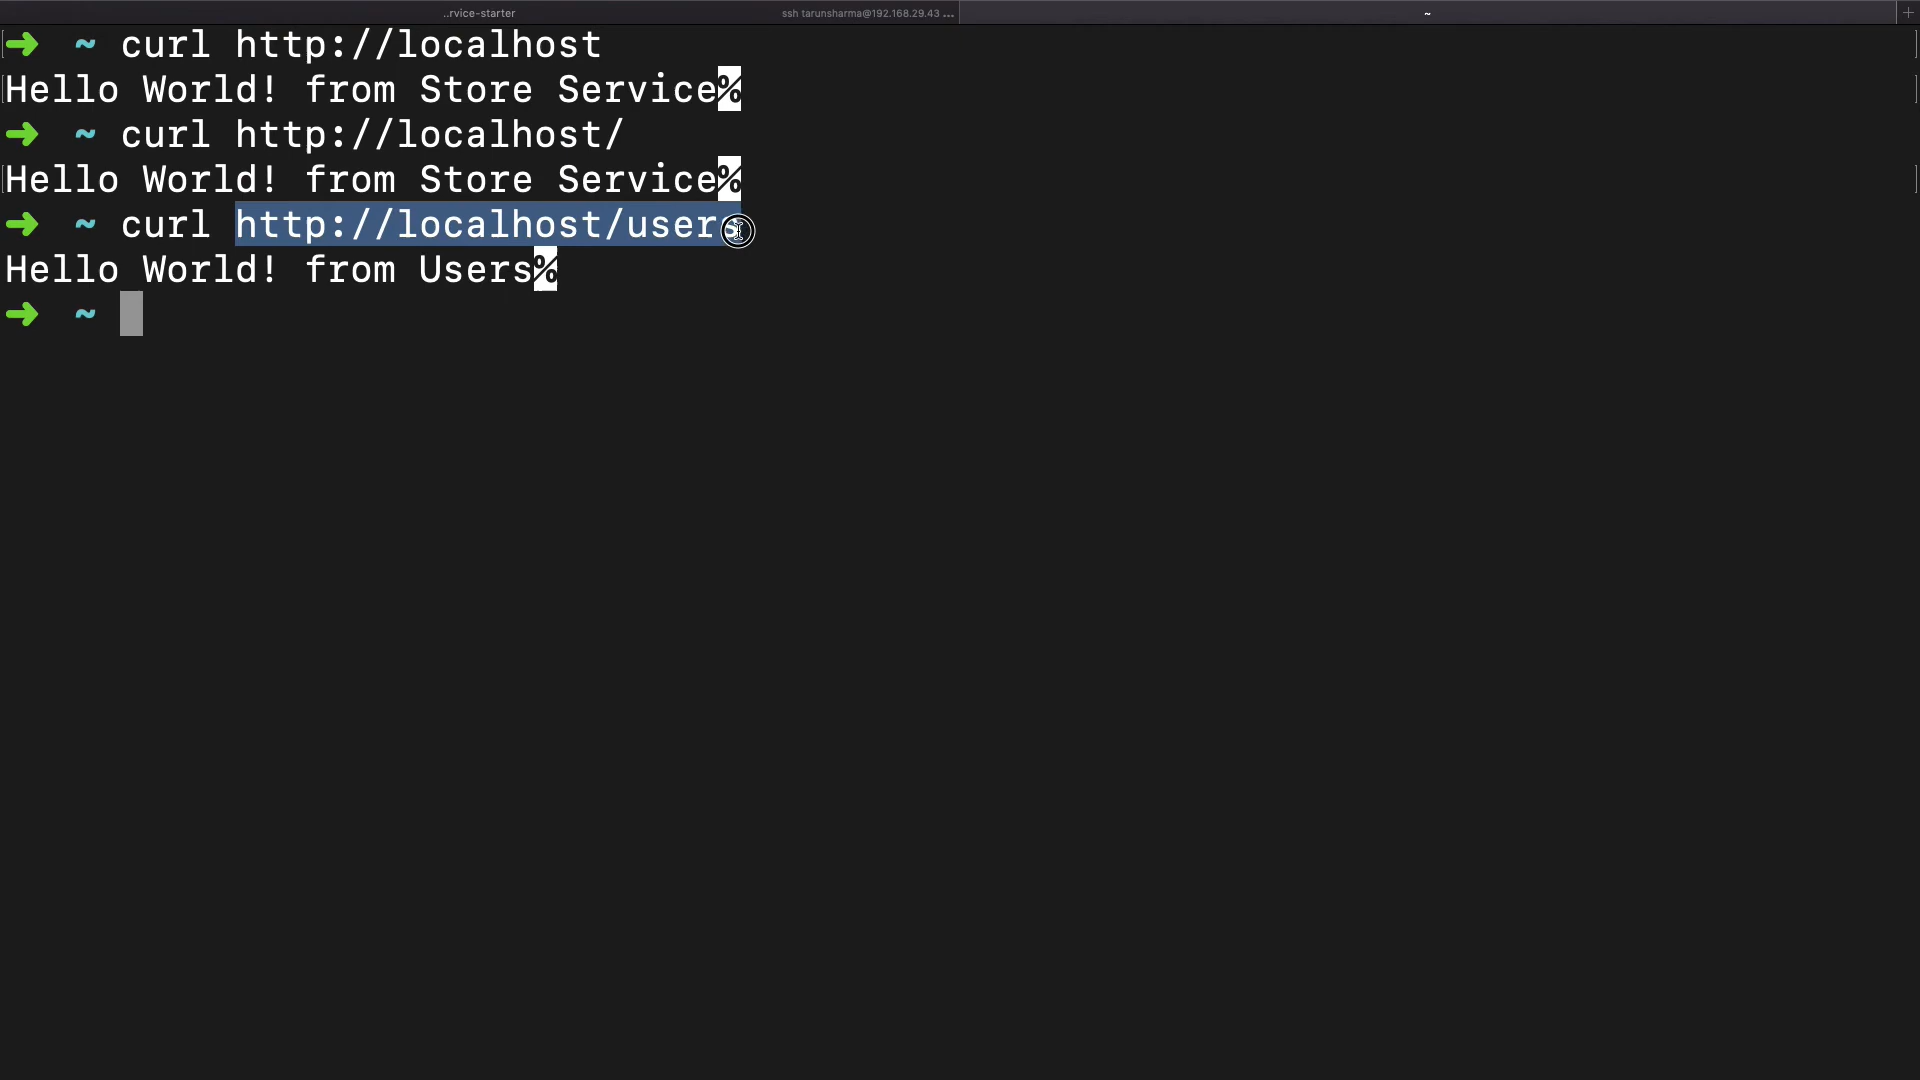 ..rvice-starter
ssh tarunsharma@192.168.29.43 ...
~
+
➜ ~ curl http://localhost
Hello World! from Store Service%
➜ ~ curl http://localhost/
Hello World! from Store Service%
➜ ~ curl http://localhost/users
Hello World! from Users%
➜ ~